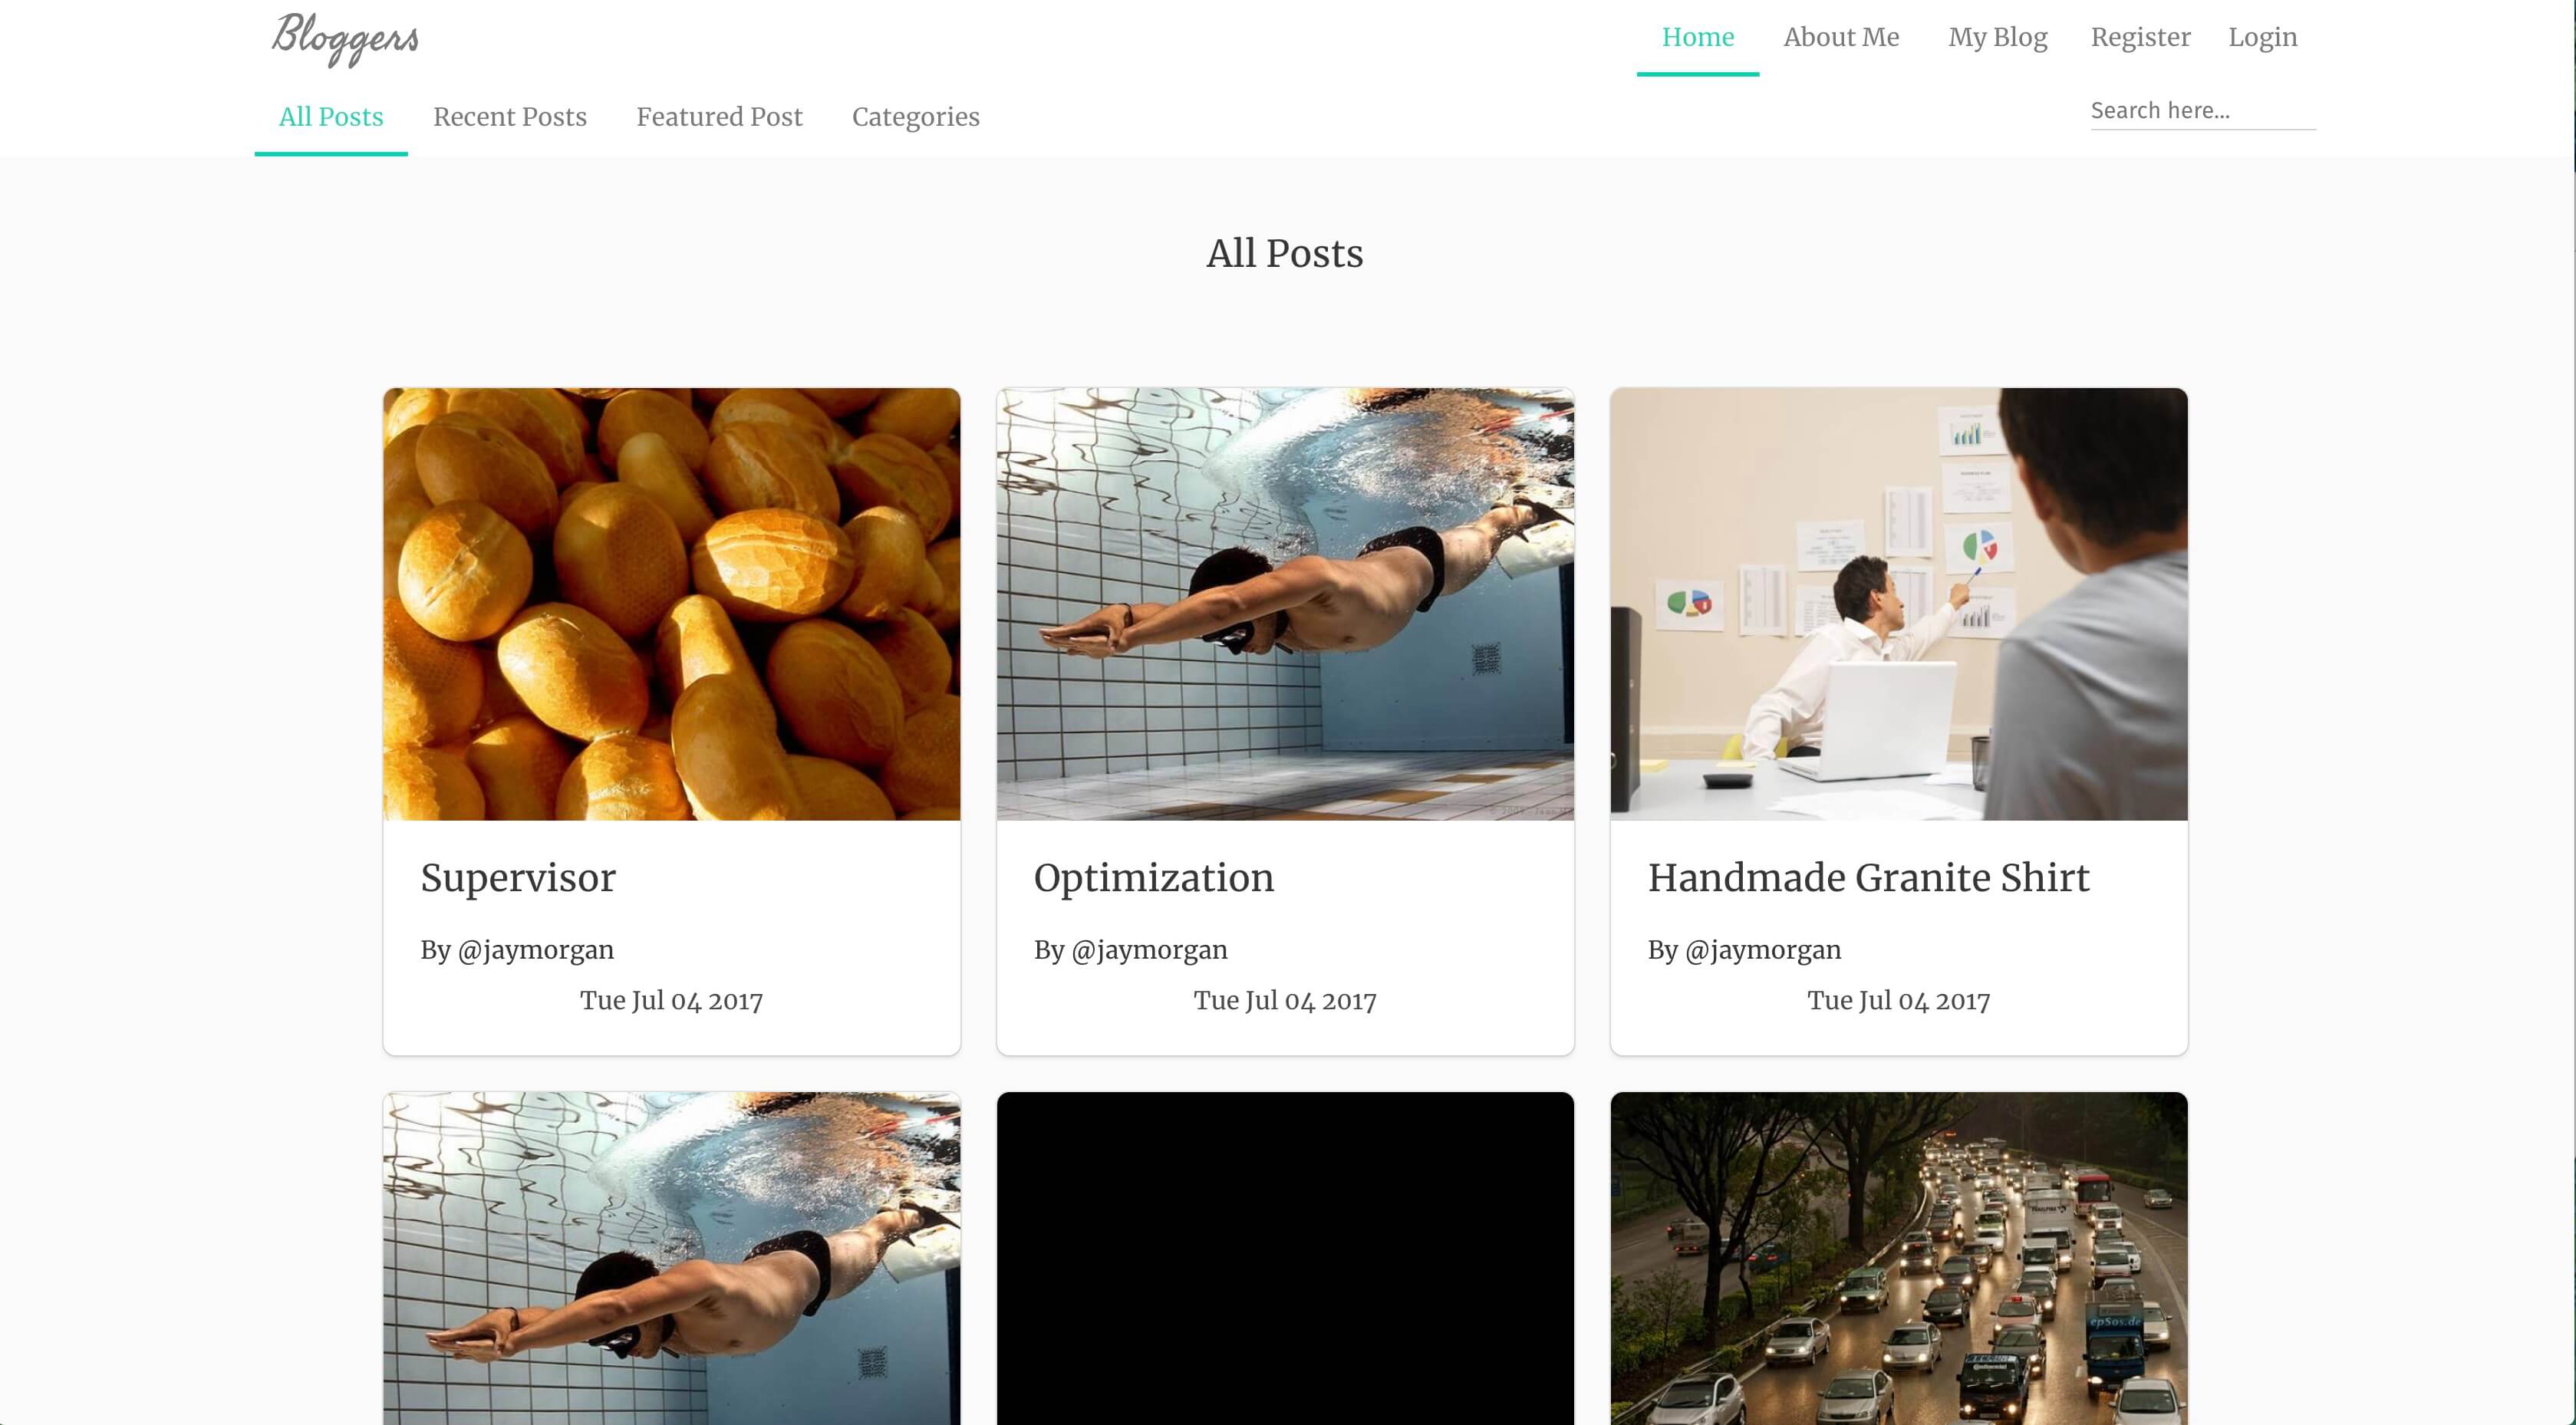 Bloggers
Home About Me My Blog Register Login
All Posts Recent Posts Featured Post Categories
Search here...
All Posts
Supervisor
By @jaymorgan
Tue Jul 04 2017
Optimization
By @jaymorgan
Tue Jul 04 2017
Handmade Granite Shirt
By @jaymorgan
Tue Jul 04 2017
epSos.de